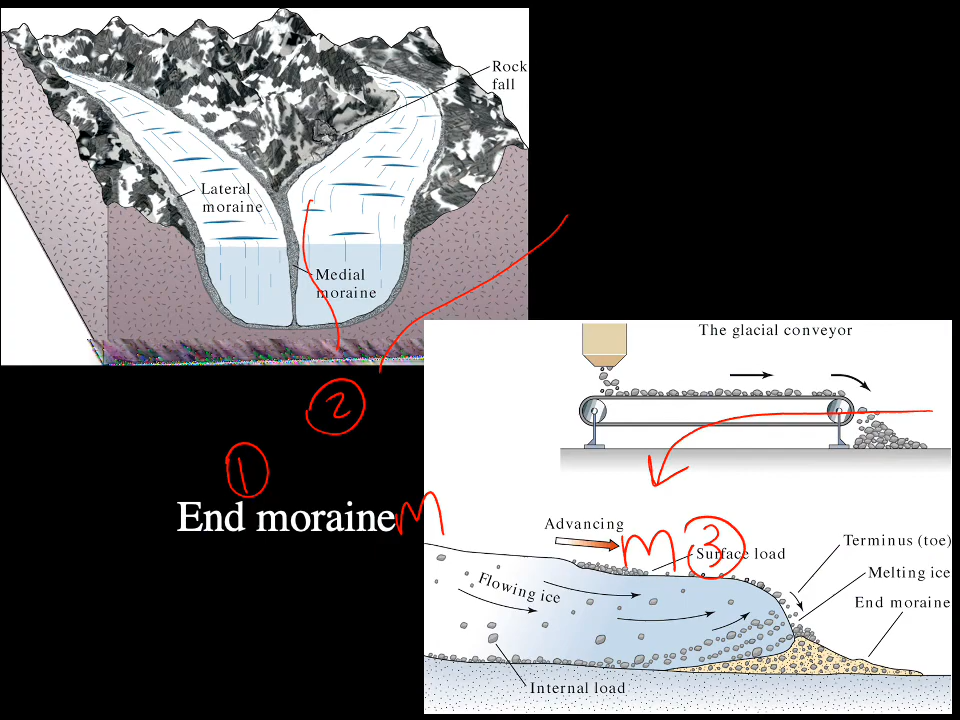 Rock
fall
Lateral
moraine
Medial
moraine
The glacial conveyor
2
1
End moraine m
Advancing
m 3
Surface load
Terminus (toe)
Melting ice
Flowing ice
End moraine
Internal load